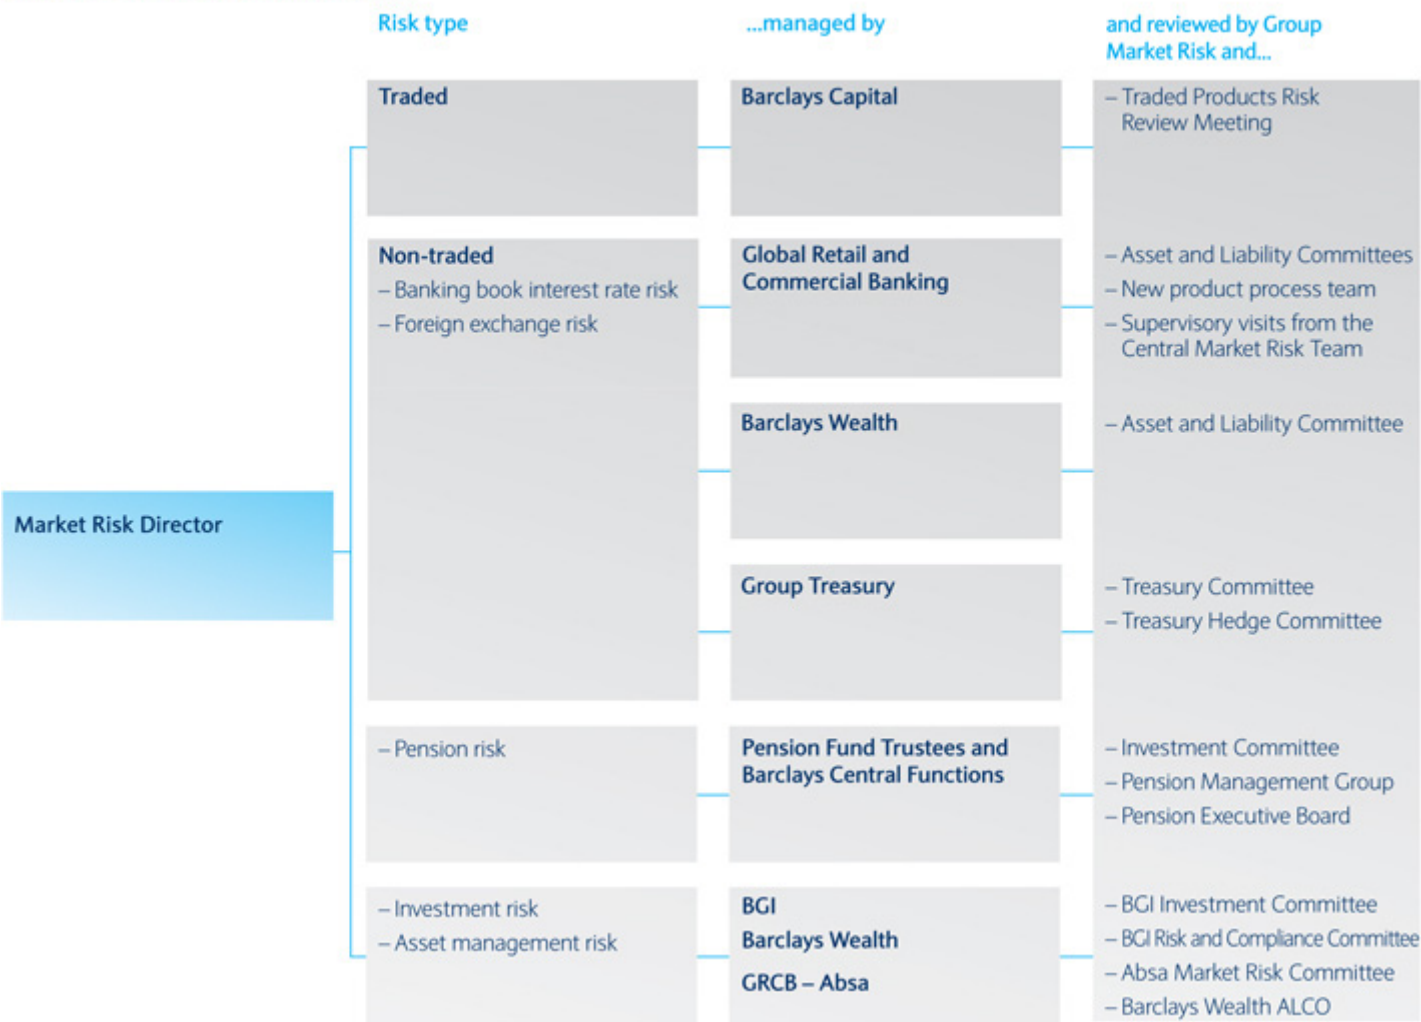 Risk type
...managed by
and reviewed by Group
Market Risk and...
Market Risk Director
Traded
Barclays Capital
– Traded Products Risk
Review Meeting
Non-traded
– Banking book interest rate risk
– Foreign exchange risk
Global Retail and
Commercial Banking
– Asset and Liability Committees
– New product process team
– Supervisory visits from the
Central Market Risk Team
Barclays Wealth
– Asset and Liability Committee
Group Treasury
– Treasury Committee
– Treasury Hedge Committee
– Pension risk
Pension Fund Trustees and
Barclays Central Functions
– Investment Committee
– Pension Management Group
– Pension Executive Board
– Investment risk
– Asset management risk
BGI
Barclays Wealth
GRCB – Absa
– BGI Investment Committee
– BGI Risk and Compliance Committee
– Absa Market Risk Committee
– Barclays Wealth ALCO